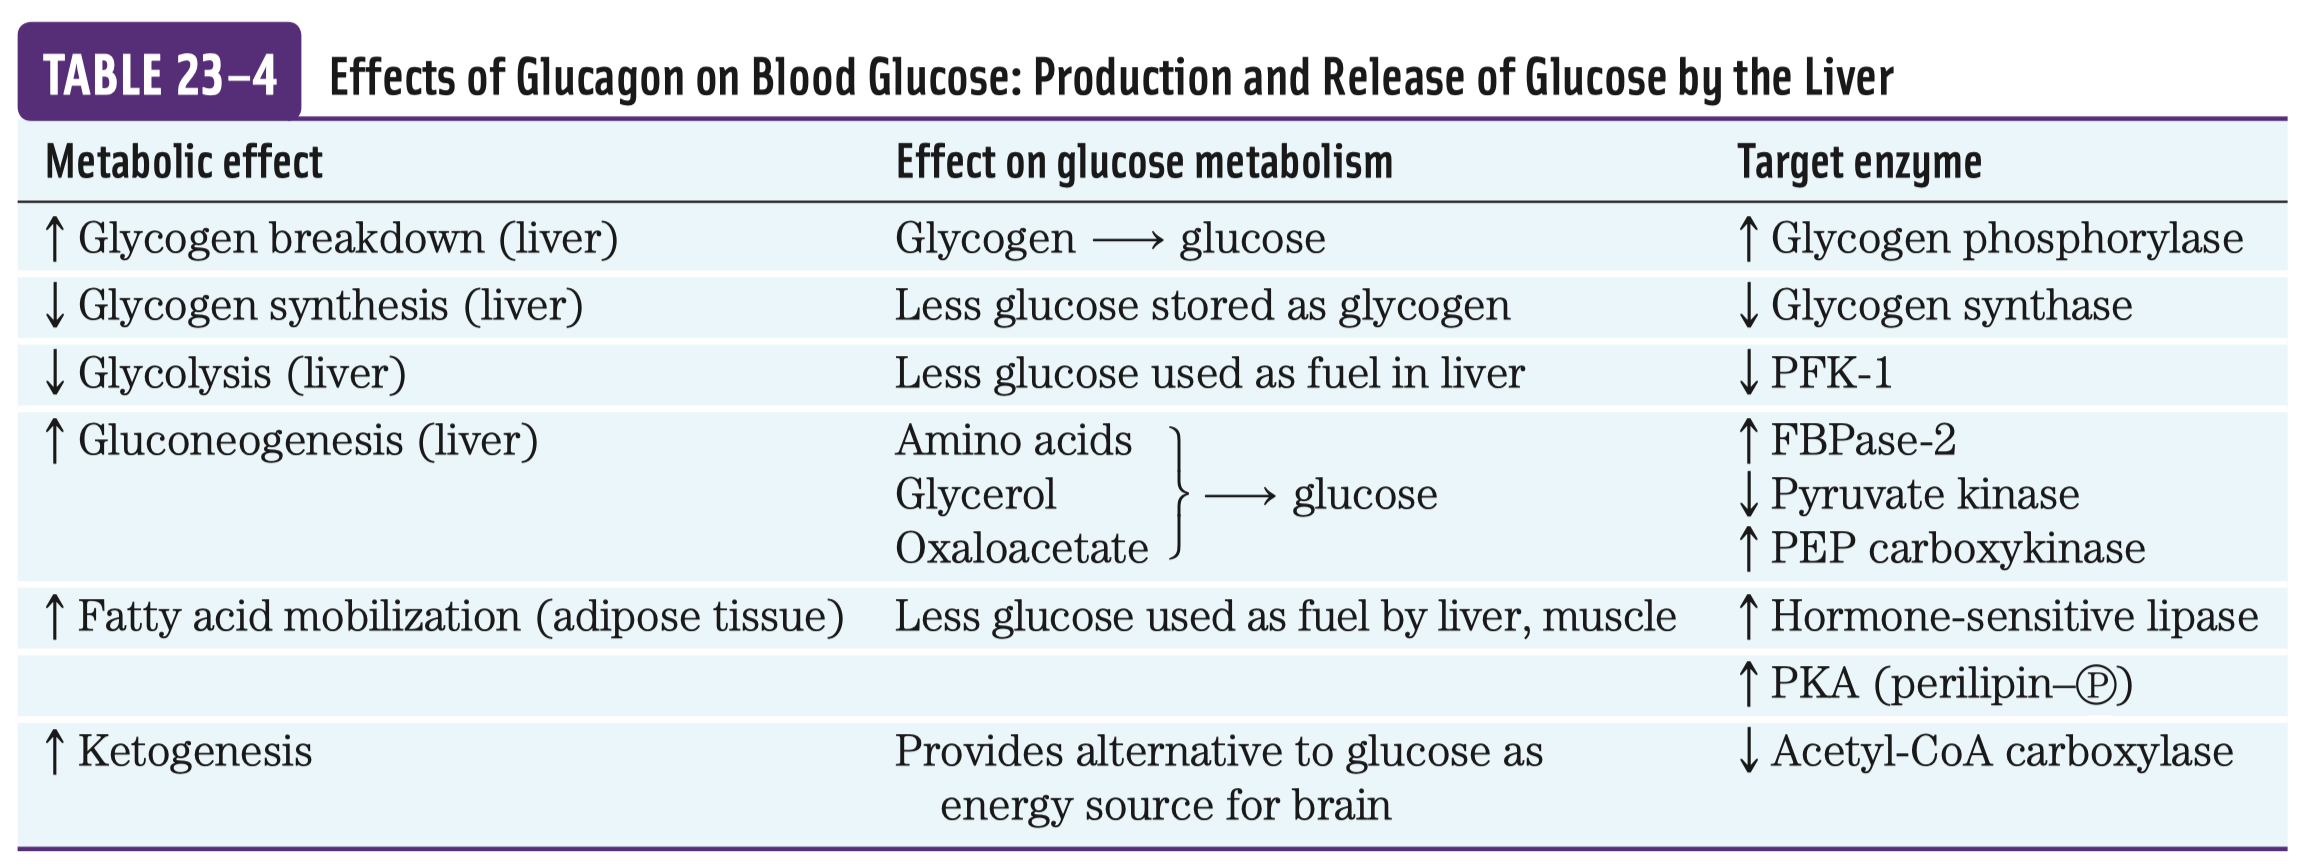 TABLE 23–4 Effects of Glucagon on Blood Glucose: Production and Release of Glucose by the Liver
Metabolic effect Effect on glucose metabolism Target enzyme
↑ Glycogen breakdown (liver) Glycogen ⟶ glucose ↑ Glycogen phosphorylase
↓ Glycogen synthesis (liver) Less glucose stored as glycogen ↓ Glycogen synthase
↓ Glycolysis (liver) Less glucose used as fuel in liver ↓ PFK-1
↑ Gluconeogenesis (liver) Amino acids ↑ FBPase-2
Glycerol ⟶ glucose ↓ Pyruvate kinase
Oxaloacetate ↑ PEP carboxykinase
↑ Fatty acid mobilization (adipose tissue) Less glucose used as fuel by liver, muscle ↑ Hormone-sensitive lipase
↑ PKA (perilipin–Ⓟ)
↑ Ketogenesis Provides alternative to glucose as ↓ Acetyl-CoA carboxylase
energy source for brain